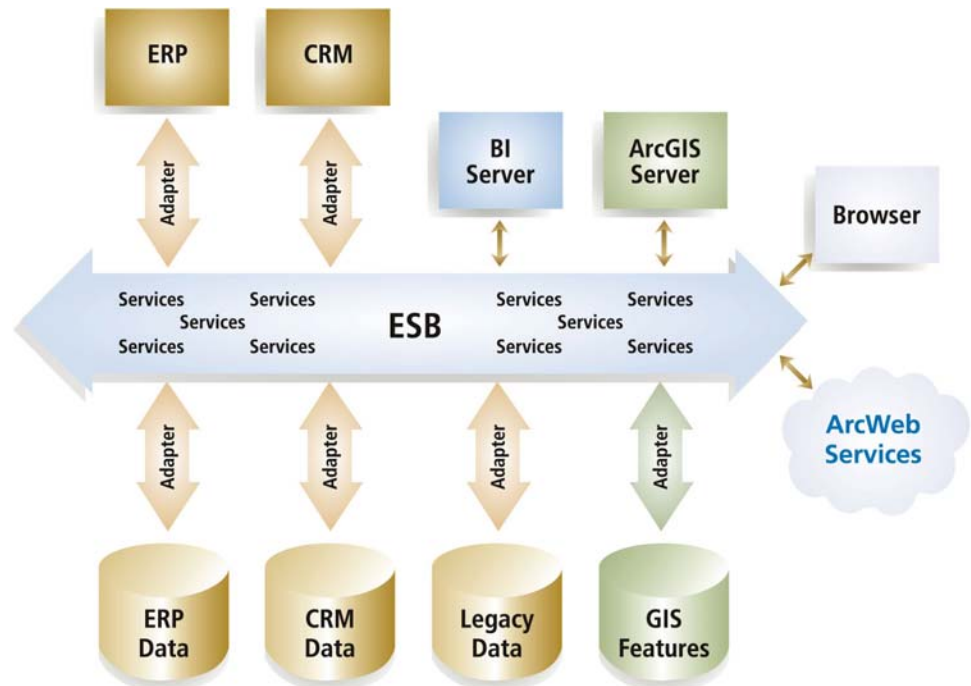 ERP
CRM
BI
Server
ArcGIS
Server
Browser
Adapter
Adapter
Services
Services
Services
Services
Services
ESB
Services
Services
Services
Services
Services
ArcWeb
Services
Adapter
Adapter
Adapter
Adapter
ERP
Data
CRM
Data
Legacy
Data
GIS
Features